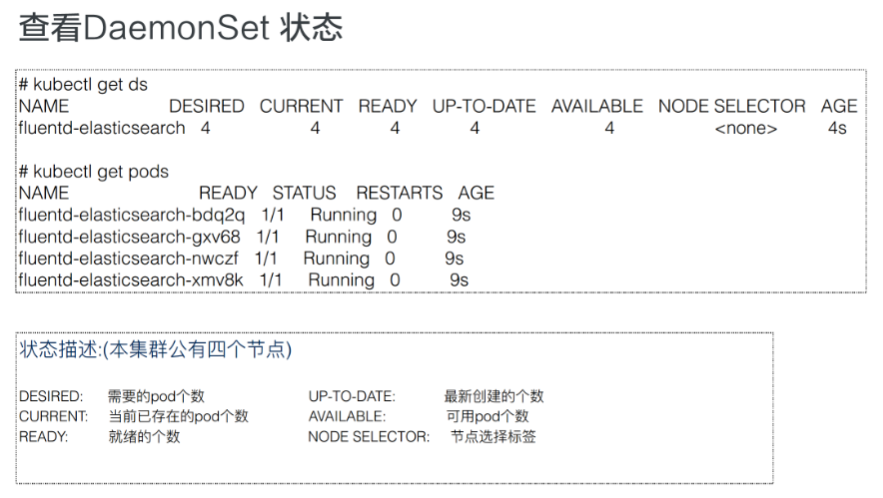 查看DaemonSet 状态
# kubectl get ds
NAME DESIRED CURRENT READY UP-TO-DATE AVAILABLE NODE SELECTOR AGE
fluentd-elasticsearch 4 4 4 4 4 <none> 4s
# kubectl get pods
NAME READY STATUS RESTARTS AGE
fluentd-elasticsearch-bdq2q 1/1 Running 0 9s
fluentd-elasticsearch-gxv68 1/1 Running 0 9s
fluentd-elasticsearch-nwczf 1/1 Running 0 9s
fluentd-elasticsearch-xmv8k 1/1 Running 0 9s
状态描述:(本集群公有四个节点)
DESIRED: 需要的pod个数 UP-TO-DATE: 最新创建的个数
CURRENT: 当前已存在的pod个数 AVAILABLE: 可用pod个数
READY: 就绪的个数 NODE SELECTOR: 节点选择标签